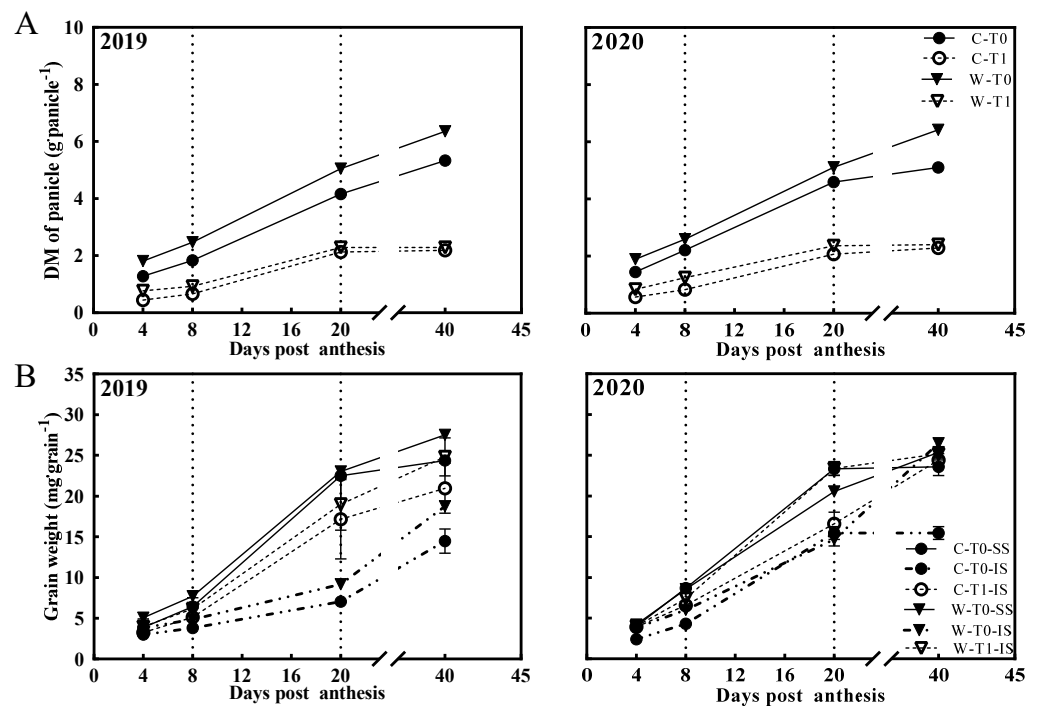 A
2019
DM of panicle (g·panicle⁻¹)
10
8
6
4
2
0
0 4 8 12 16 20 40 45
Days post anthesis
2020
C-T0
C-T1
W-T0
W-T1
0 4 8 12 16 20 40 45
Days post anthesis
B
2019
Grain weight (mg·grain⁻¹)
35
30
25
20
15
10
5
0
0 4 8 12 16 20 40 45
Days post anthesis
2020
C-T0-SS
C-T0-IS
C-T1-IS
W-T0-SS
W-T0-IS
W-T1-IS
0 4 8 12 16 20 40 45
Days post anthesis